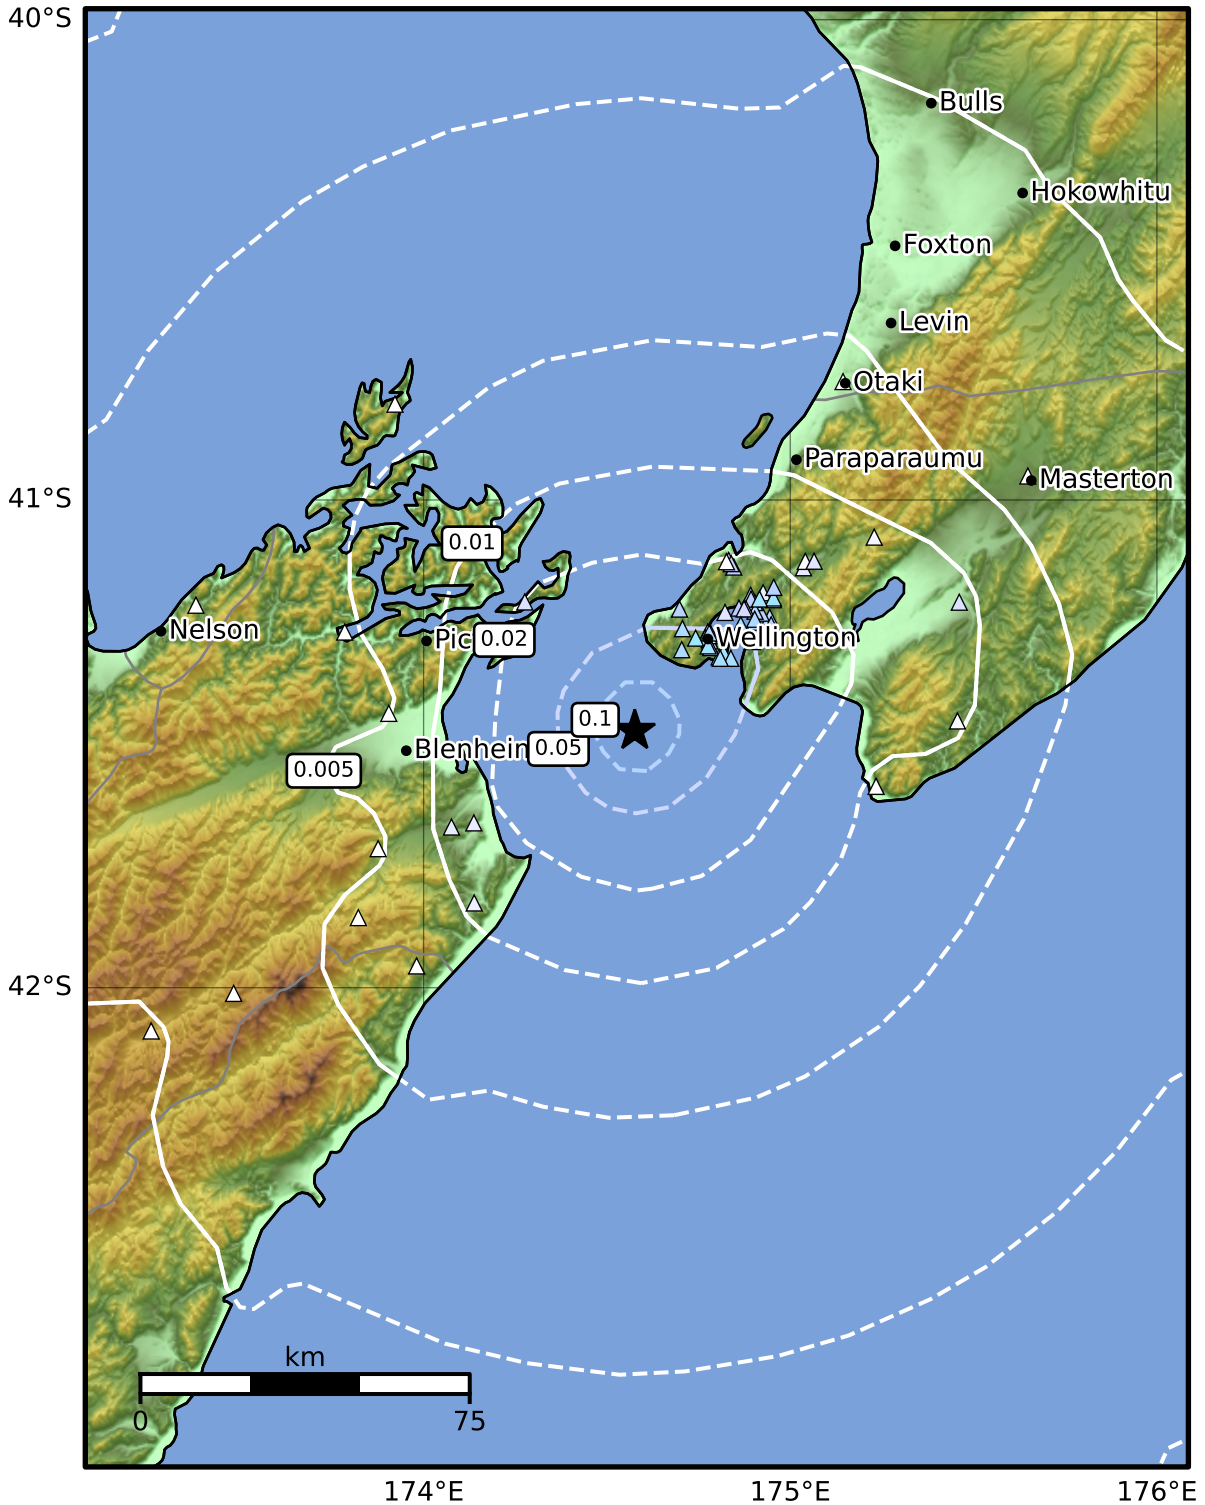 40°S
Bulls
Hokowhitu
Foxton
Levin
Otaki
Paraparaumu
Masterton
41°S
0.01
Nelson
Pic
0.02
Wellington
0.1
Blenhein
0.05
0.005
42°S
km
0
75
174°E
175°E
176°E